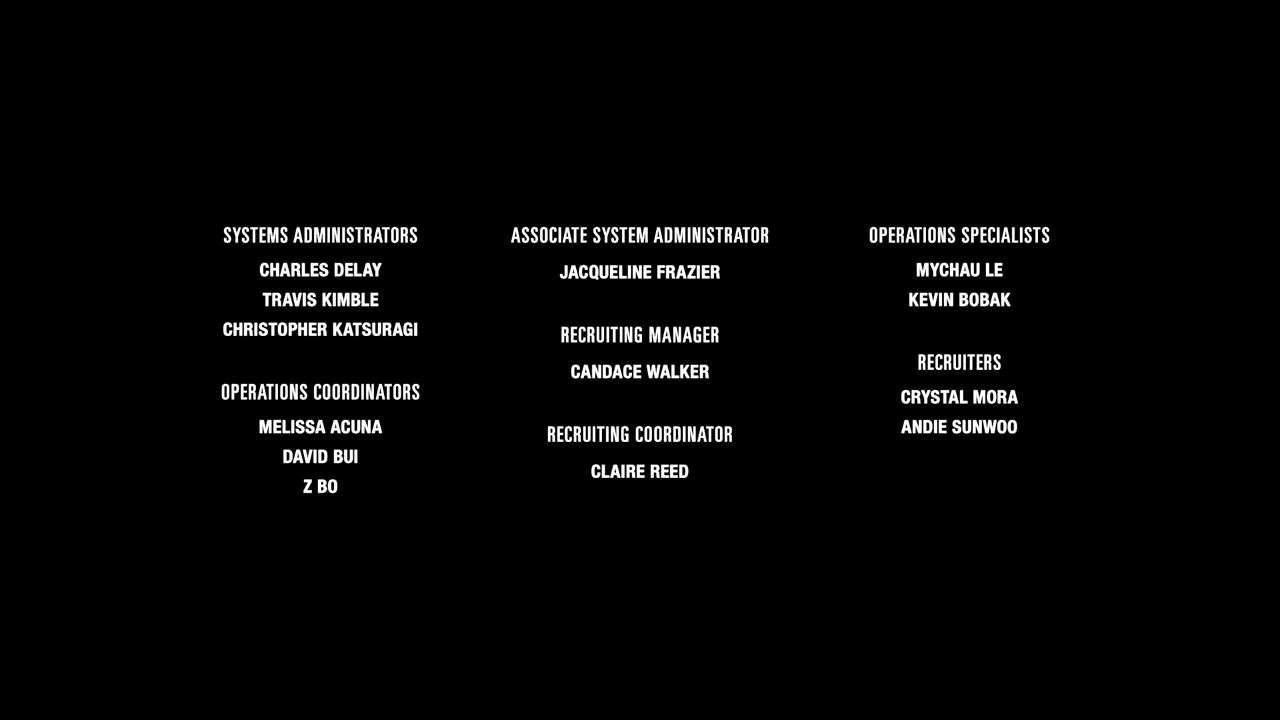 SYSTEMS ADMINISTRATORS
CHARLES DELAY
TRAVIS KIMBLE
CHRISTOPHER KATSURAGI
OPERATIONS COORDINATORS
MELISSA ACUNA
DAVID BUI
Z BO
ASSOCIATE SYSTEM ADMINISTRATOR
JACQUELINE FRAZIER
RECRUITING MANAGER
CANDACE WALKER
RECRUITING COORDINATOR
CLAIRE REED
OPERATIONS SPECIALISTS
MYCHAU LE
KEVIN BOBAK
RECRUITERS
CRYSTAL MORA
ANDIE SUNWOO